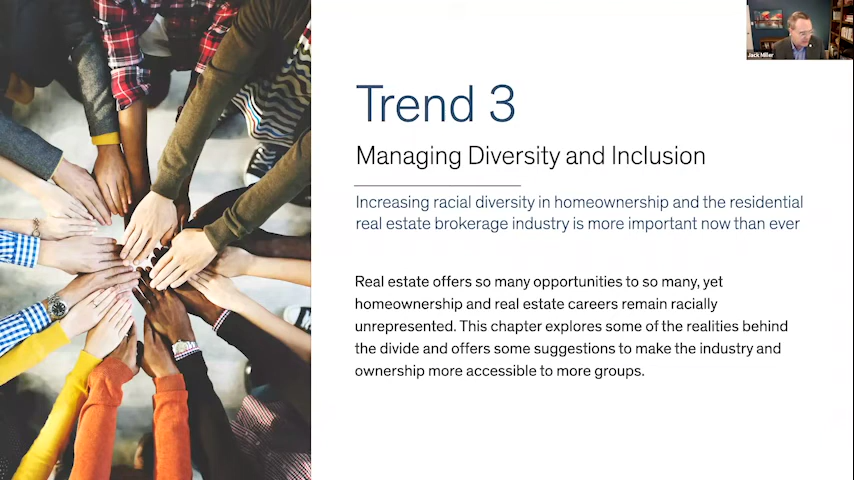 Jack Miller
Trend 3
Managing Diversity and Inclusion
Increasing racial diversity in homeownership and the residential
real estate brokerage industry is more important now than ever
Real estate offers so many opportunities to so many, yet
homeownership and real estate careers remain racially
unrepresented. This chapter explores some of the realities behind
the divide and offers some suggestions to make the industry and
ownership more accessible to more groups.